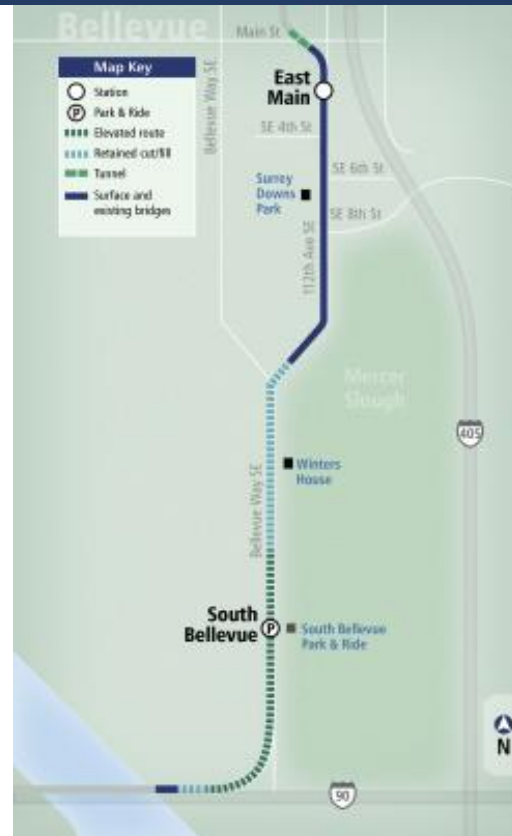 Bellevue
Main St.
Map Key
Station
P Park & Ride
Elevated route
Retained cut/fill
Tunnel
Surface and
existing bridges
Bellevue Way SE
East
Main
SE 4th St
SE 6th St
Surrey
Downs
Park
SE 8th St
112th Ave SE
Mercer
Slough
405
Winters
House
Bellevue Way SE
South
Bellevue
P
South Bellevue
Park & Ride
N
90